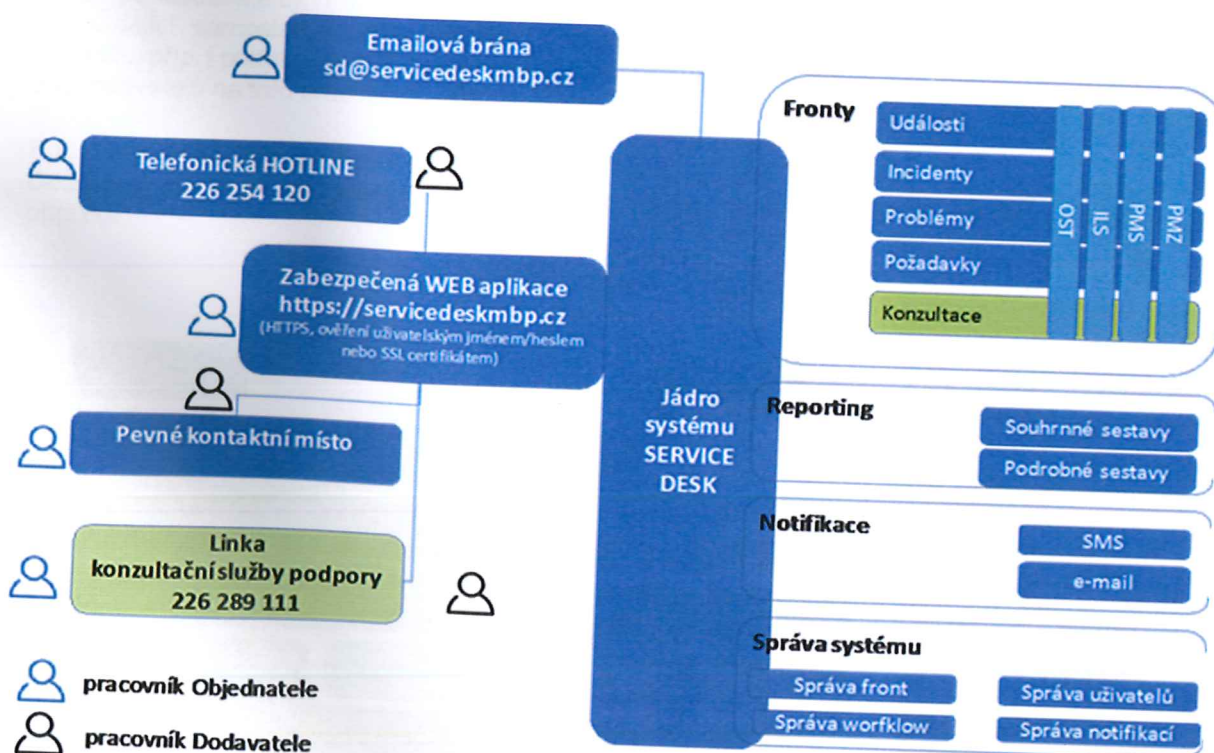 Emailová brána
sd@servicedeskmbp.cz
Telefonická HOTLINE
226 254 120
Zabezpečená WEB aplikace
https://servicedeskmbp.cz
(HTTPS, ověření uživatelským jménem/heslem
nebo SSL certifikátem)
Pevné kontaktní místo
Linka
konzultační služby podpory
226 289 111
pracovník Objednatele
pracovník Dodavatele
Jádro
systému
SERVICE
DESK
Fronty
Události
Incidenty
Problémy
Požadavky
Konzultace
OST
ILS
PMS
PMZ
Reporting
Souhrnné sestavy
Podrobné sestavy
Notifikace
SMS
e-mail
Správa systému
Správa front
Správa uživatelů
Správa worfklow
Správa notifikací